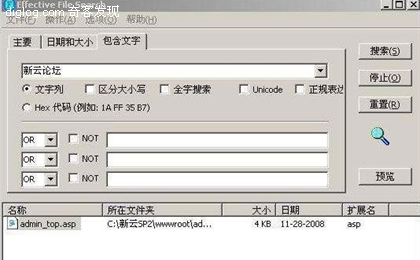 diglog.com 奇客发现
Effective File Search
文件(F) 操作(A) 选项(O) 帮助(H)
主要 日期和大小 包含文字
新云论坛
文字列 区分大小写 全字搜索 Unicode 正规表达
Hex 代码 (例如: 1A FF 35 B7)
OR NOT
OR NOT
OR NOT
搜索(S)
停止(O)
重置(R)
预览
名称 所在文件夹 大小 日期 扩展名
admin_top.asp C:\新云SP2\wwwroot\ad... 4 KB 11-28-2008 asp